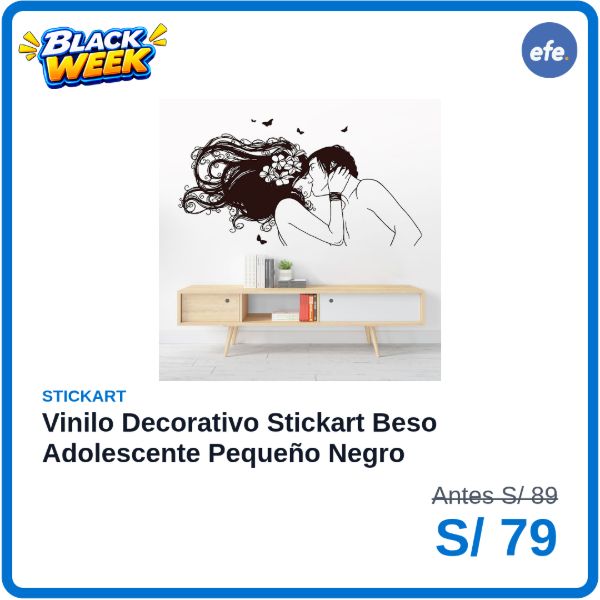 BLACK
WEEK
efe.
STICKART
Vinilo Decorativo Stickart Beso
Adolescente Pequeño Negro
Antes S/ 89
S/ 79